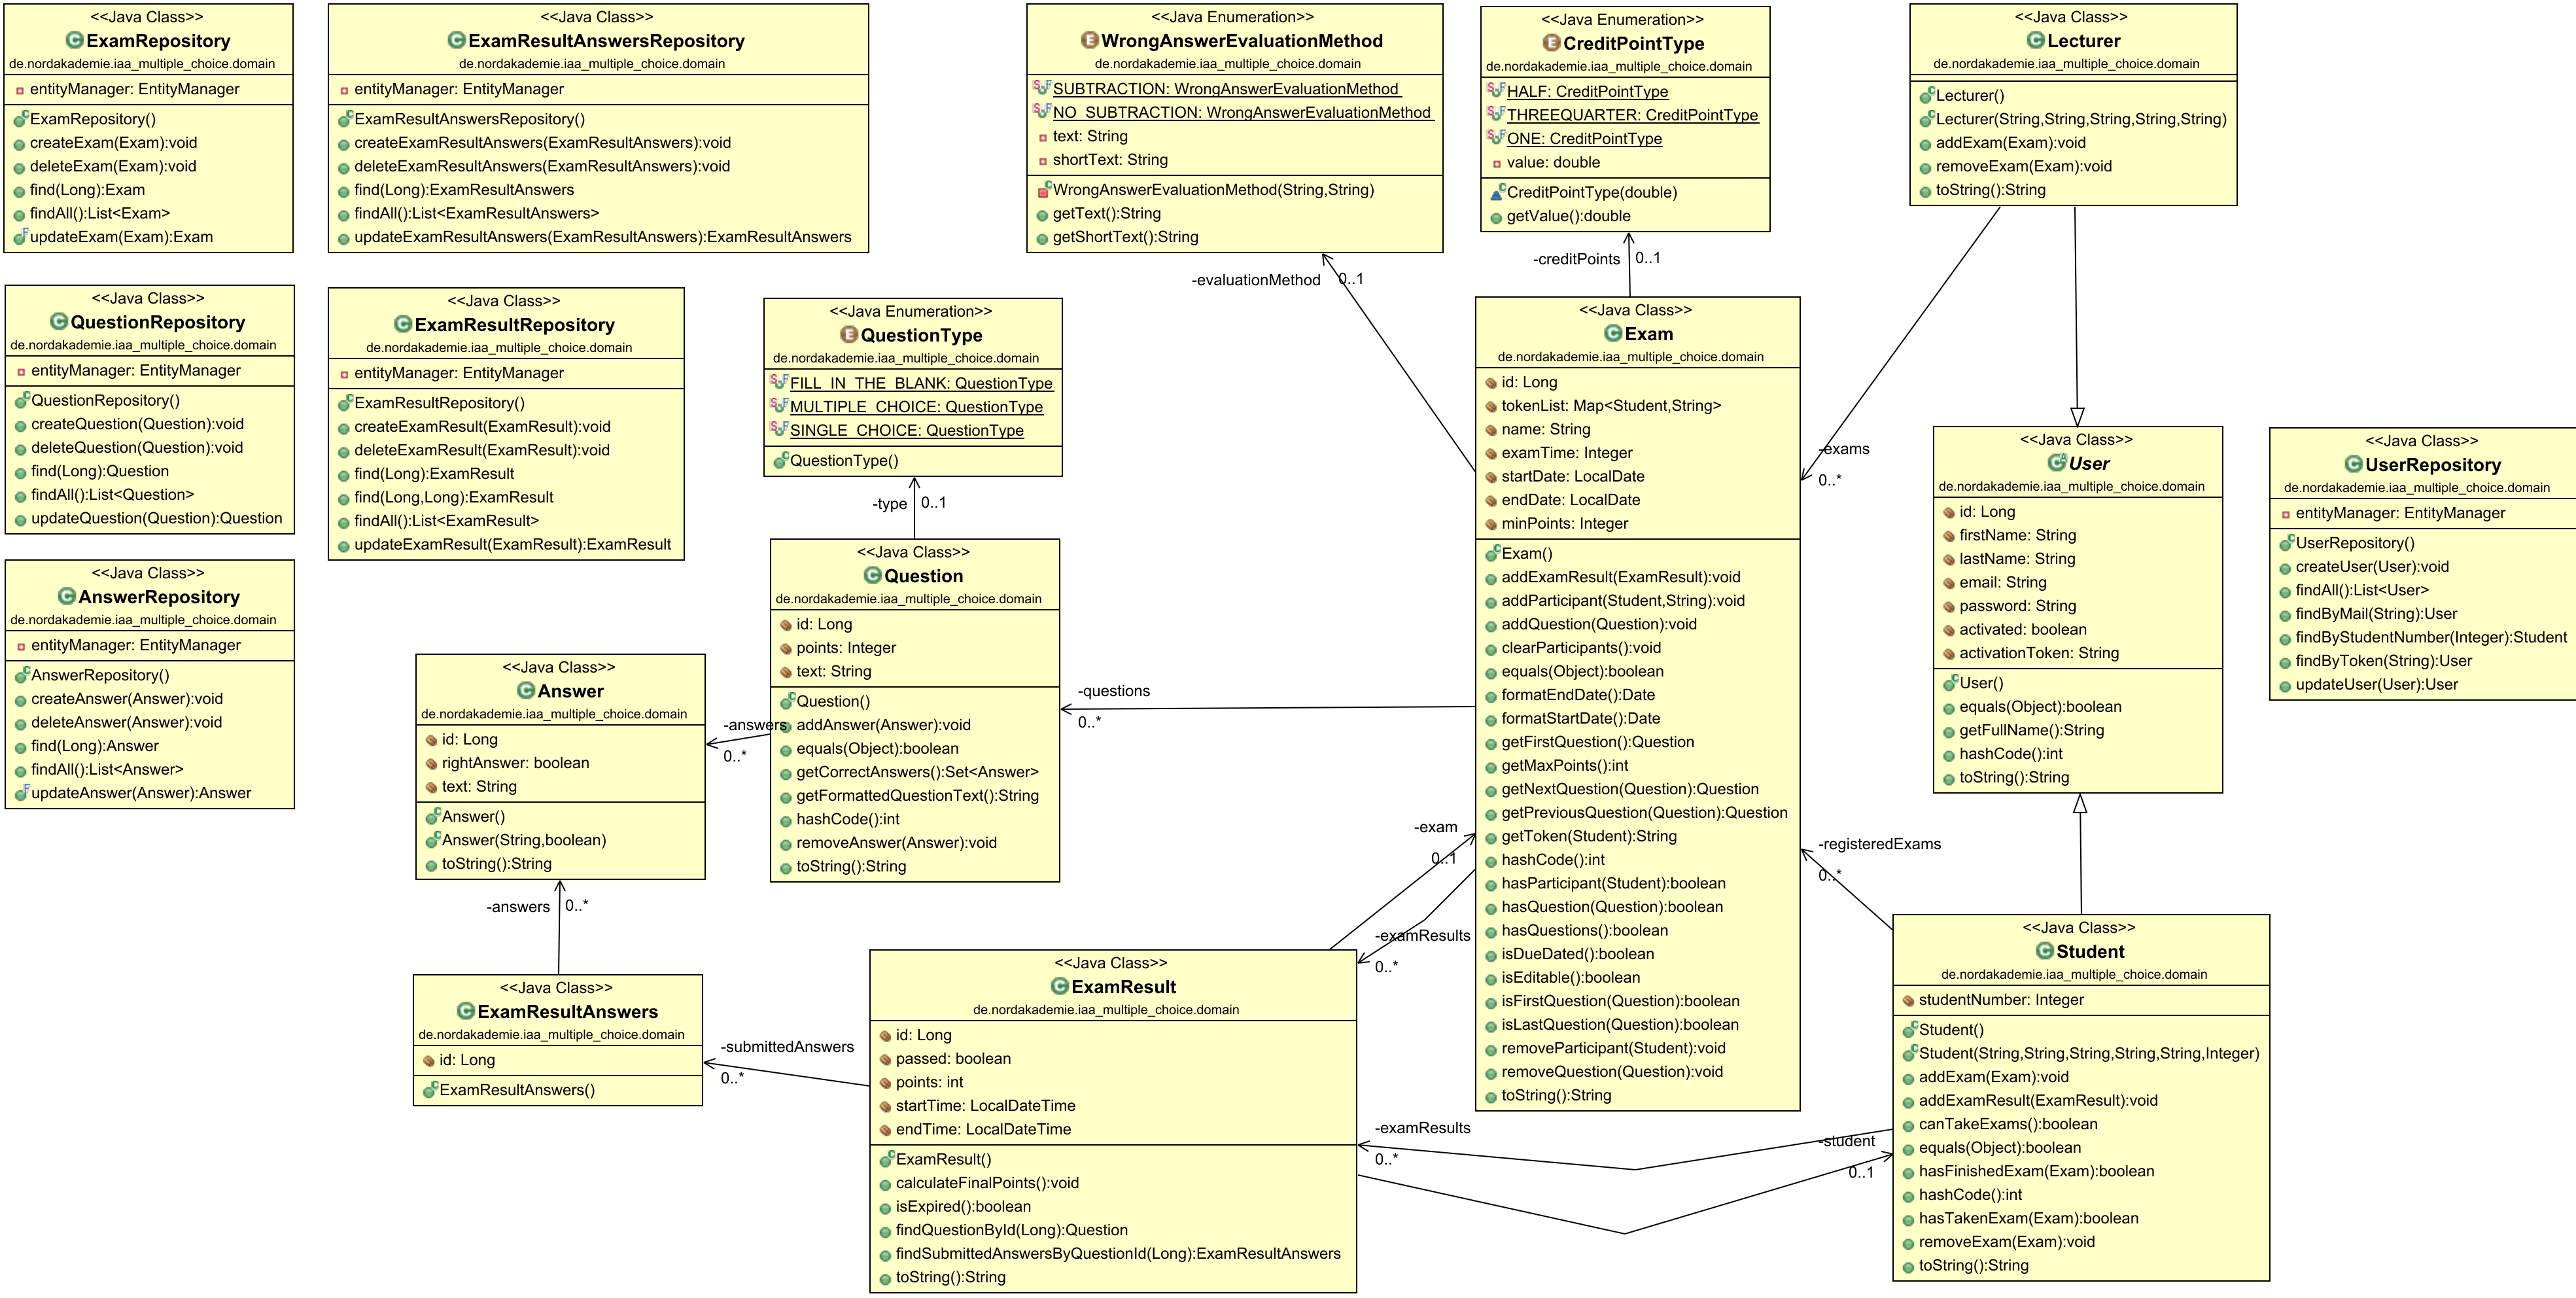 <<Java Class>>
ExamRepository
de.nordakademie.iaa_multiple_choice.domain
entityManager: EntityManager
ExamRepository()
createExam(Exam):void
deleteExam(Exam):void
find(Long):Exam
findAll():List<Exam>
updateExam(Exam):Exam
<<Java Class>>
ExamResultAnswersRepository
de.nordakademie.iaa_multiple_choice.domain
entityManager: EntityManager
ExamResultAnswersRepository()
createExamResultAnswers(ExamResultAnswers):void
deleteExamResultAnswers(ExamResultAnswers):void
find(Long):ExamResultAnswers
findAll():List<ExamResultAnswers>
updateExamResultAnswers(ExamResultAnswers):ExamResultAnswers
<<Java Enumeration>>
WrongAnswerEvaluationMethod
de.nordakademie.iaa_multiple_choice.domain
SUBTRACTION: WrongAnswerEvaluationMethod
NO_SUBTRACTION: WrongAnswerEvaluationMethod
text: String
shortText: String
WrongAnswerEvaluationMethod(String,String)
getText():String
getShortText():String
<<Java Enumeration>>
CreditPointType
de.nordakademie.iaa_multiple_choice.domain
HALF: CreditPointType
THREEQUARTER: CreditPointType
ONE: CreditPointType
value: double
CreditPointType(double)
getValue():double
<<Java Class>>
Lecturer
de.nordakademie.iaa_multiple_choice.domain
Lecturer()
Lecturer(String,String,String,String,String)
addExam(Exam):void
removeExam(Exam):void
toString():String
-evaluationMethod
0..1
-creditPoints
0..1
<<Java Class>>
QuestionRepository
de.nordakademie.iaa_multiple_choice.domain
entityManager: EntityManager
QuestionRepository()
createQuestion(Question):void
deleteQuestion(Question):void
find(Long):Question
findAll():List<Question>
updateQuestion(Question):Question
<<Java Class>>
ExamResultRepository
de.nordakademie.iaa_multiple_choice.domain
entityManager: EntityManager
ExamResultRepository()
createExamResult(ExamResult):void
deleteExamResult(ExamResult):void
find(Long):ExamResult
find(Long,Long):ExamResult
findAll():List<ExamResult>
updateExamResult(ExamResult):ExamResult
<<Java Enumeration>>
QuestionType
de.nordakademie.iaa_multiple_choice.domain
FILL_IN_THE_BLANK: QuestionType
MULTIPLE_CHOICE: QuestionType
SINGLE_CHOICE: QuestionType
QuestionType()
-type
0..1
<<Java Class>>
Exam
de.nordakademie.iaa_multiple_choice.domain
id: Long
tokenList: Map<Student,String>
name: String
examTime: Integer
startDate: LocalDate
endDate: LocalDate
minPoints: Integer
Exam()
addExamResult(ExamResult):void
addParticipant(Student,String):void
addQuestion(Question):void
clearParticipants():void
equals(Object):boolean
formatEndDate():Date
formatStartDate():Date
getFirstQuestion():Question
getMaxPoints():int
getNextQuestion(Question):Question
getPreviousQuestion(Question):Question
getToken(Student):String
hashCode():int
hasParticipant(Student):boolean
hasQuestion(Question):boolean
hasQuestions():boolean
isDueDated():boolean
isEditable():boolean
isFirstQuestion(Question):boolean
isLastQuestion(Question):boolean
removeParticipant(Student):void
removeQuestion(Question):void
toString():String
-exams
0..*
<<Java Class>>
User
de.nordakademie.iaa_multiple_choice.domain
id: Long
firstName: String
lastName: String
email: String
password: String
activated: boolean
activationToken: String
User()
equals(Object):boolean
getFullName():String
hashCode():int
toString():String
<<Java Class>>
UserRepository
de.nordakademie.iaa_multiple_choice.domain
entityManager: EntityManager
UserRepository()
createUser(User):void
findAll():List<User>
findByMail(String):User
findByStudentNumber(Integer):Student
findByToken(String):User
updateUser(User):User
<<Java Class>>
AnswerRepository
de.nordakademie.iaa_multiple_choice.domain
entityManager: EntityManager
AnswerRepository()
createAnswer(Answer):void
deleteAnswer(Answer):void
find(Long):Answer
findAll():List<Answer>
updateAnswer(Answer):Answer
<<Java Class>>
Answer
de.nordakademie.iaa_multiple_choice.domain
id: Long
rightAnswer: boolean
text: String
Answer()
Answer(String,boolean)
toString():String
-answers
0..*
<<Java Class>>
Question
de.nordakademie.iaa_multiple_choice.domain
id: Long
points: Integer
text: String
Question()
addAnswer(Answer):void
equals(Object):boolean
getCorrectAnswers():Set<Answer>
getFormattedQuestionText():String
hashCode():int
removeAnswer(Answer):void
toString():String
-questions
0..*
-exam
0..1
-examResults
0..*
-registeredExams
0..*
-answers
0..*
<<Java Class>>
ExamResultAnswers
de.nordakademie.iaa_multiple_choice.domain
id: Long
ExamResultAnswers()
-submittedAnswers
0..*
<<Java Class>>
ExamResult
de.nordakademie.iaa_multiple_choice.domain
id: Long
passed: boolean
points: int
startTime: LocalDateTime
endTime: LocalDateTime
ExamResult()
calculateFinalPoints():void
isExpired():boolean
findQuestionById(Long):Question
findSubmittedAnswersByQuestionId(Long):ExamResultAnswers
toString():String
-examResults
0..*
-student
0..1
<<Java Class>>
Student
de.nordakademie.iaa_multiple_choice.domain
studentNumber: Integer
Student()
Student(String,String,String,String,String,Integer)
addExam(Exam):void
addExamResult(ExamResult):void
canTakeExams():boolean
equals(Object):boolean
hasFinishedExam(Exam):boolean
hashCode():int
hasTakenExam(Exam):boolean
removeExam(Exam):void
toString():String